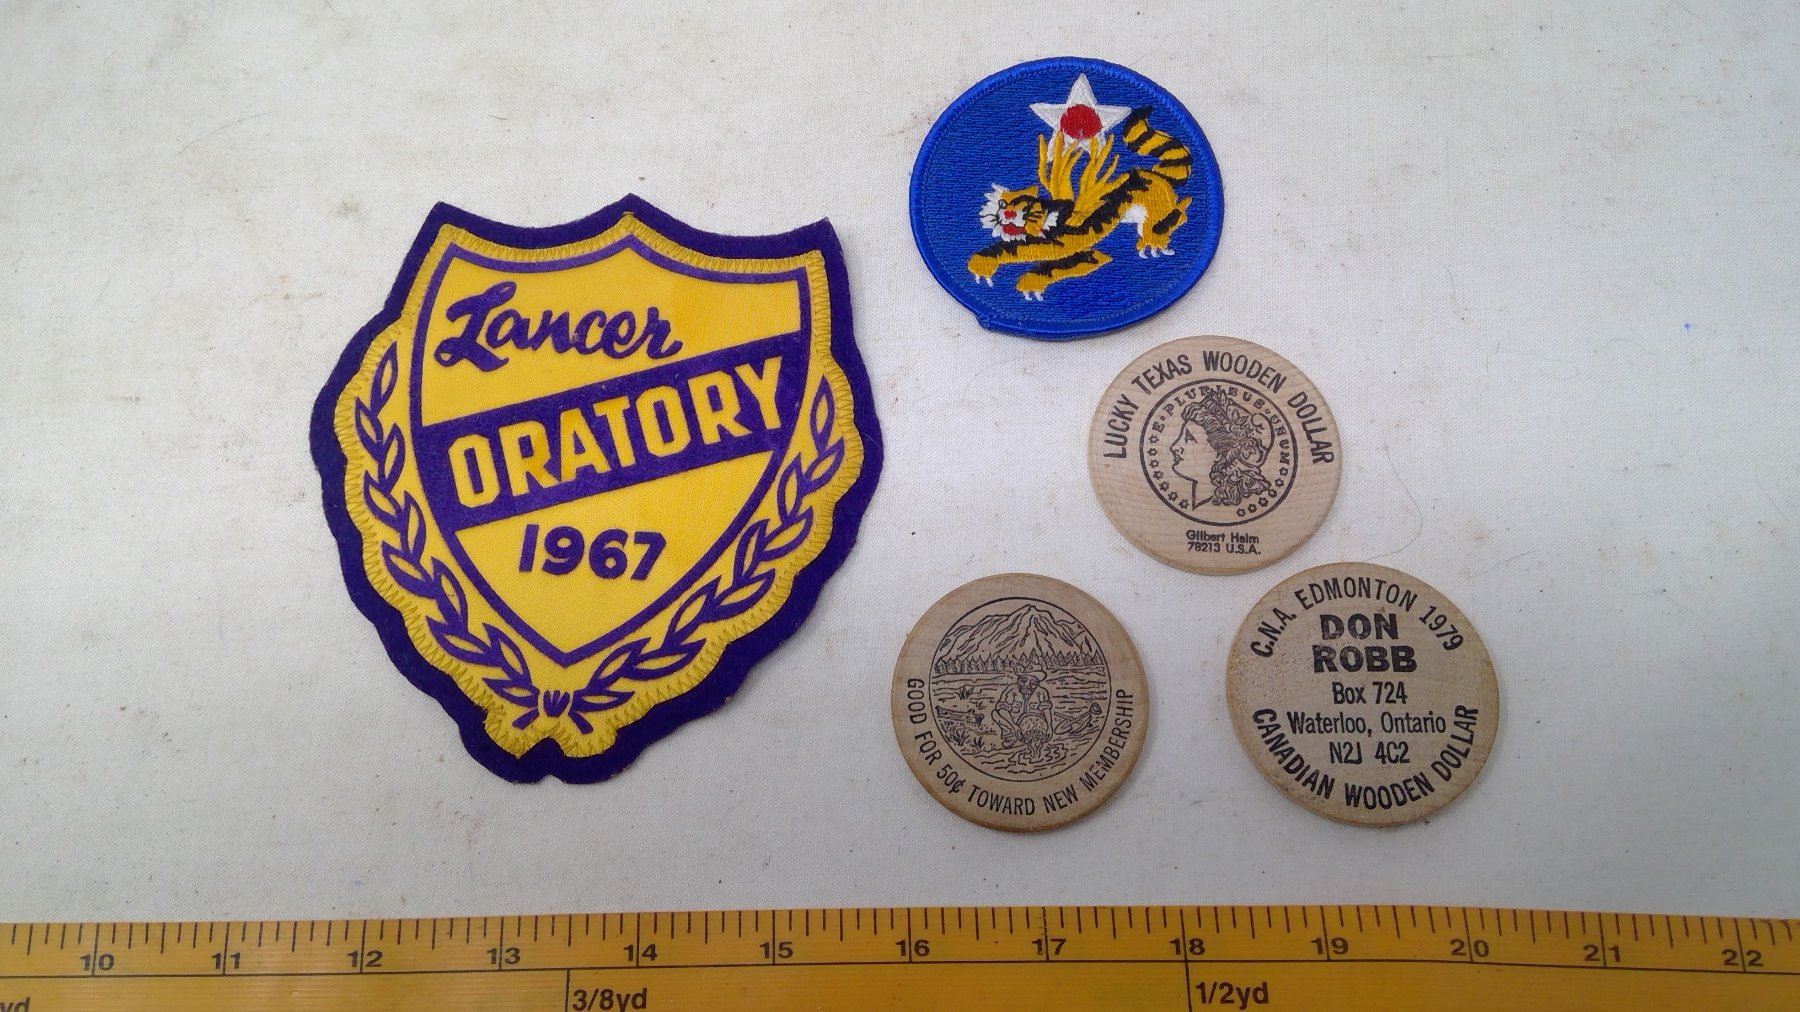 Lancer
ORATORY
1967
LUCKY TEXAS WOODEN DOLLAR
E·PLURIBUS·UNUM
Gilbert Helm
78213 U.S.A.
GOOD FOR 50¢ TOWARD NEW MEMBERSHIP
C.N.A. EDMONTON 1979
DON
ROBB
Box 724
Waterloo, Ontario
N2J 4C2
CANADIAN WOODEN DOLLAR
10 11 12 13 14 15 16 17 18 19 20 21 22
yd 3/8yd 1/2yd